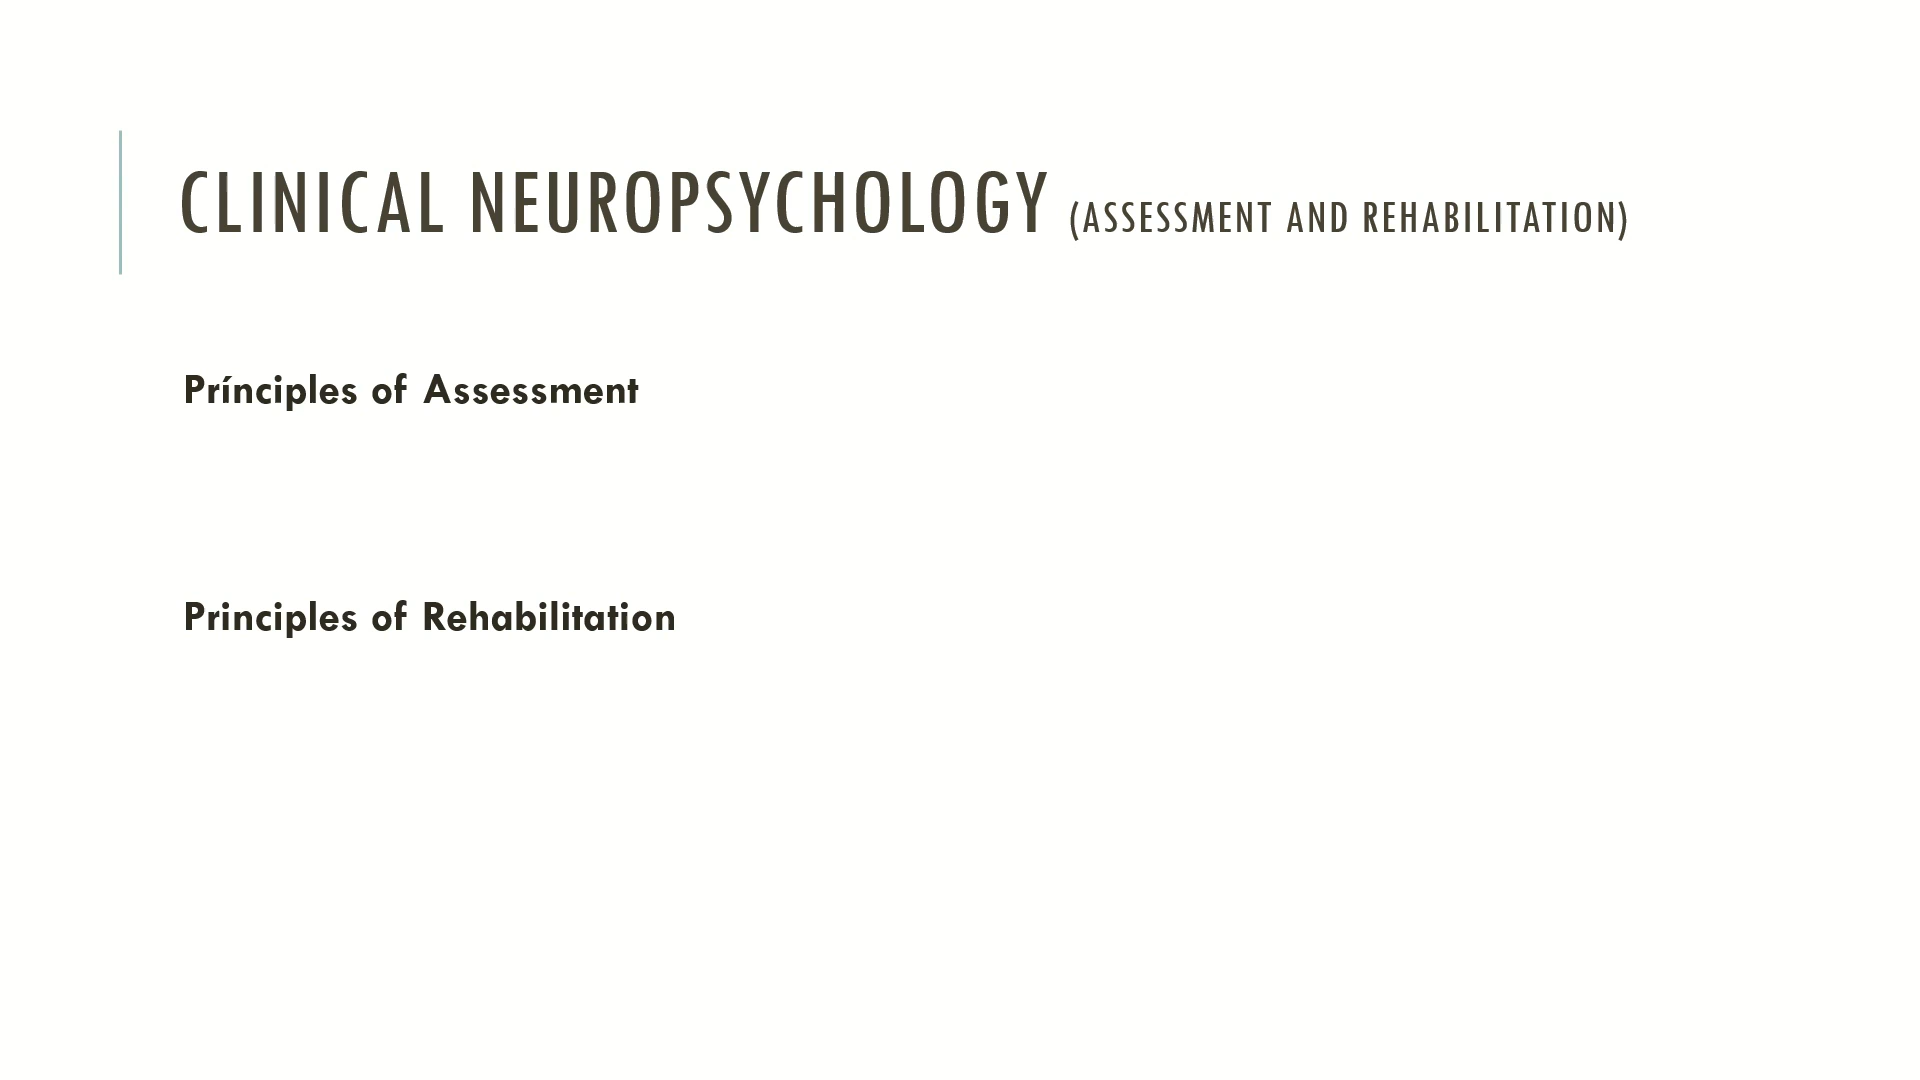 CLINICAL NEUROPSYCHOLOGY (ASSESSMENT AND REHABILITATION)
Prínciples of Assessment
Principles of Rehabilitation